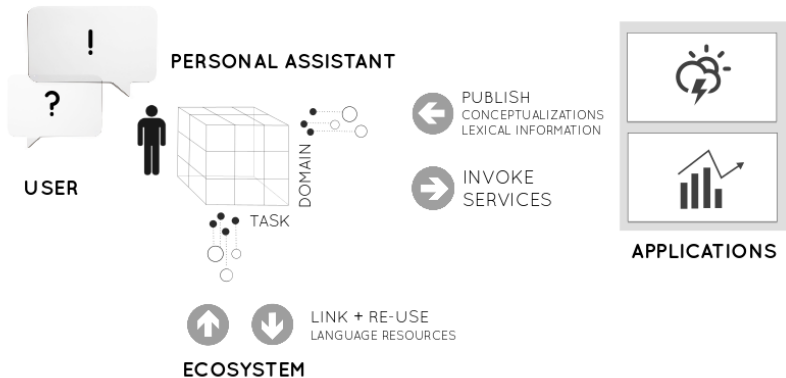 !
?
USER
PERSONAL ASSISTANT
DOMAIN
TASK
PUBLISH
CONCEPTUALIZATIONS
LEXICAL INFORMATION
INVOKE
SERVICES
APPLICATIONS
LINK + RE-USE
LANGUAGE RESOURCES
ECOSYSTEM